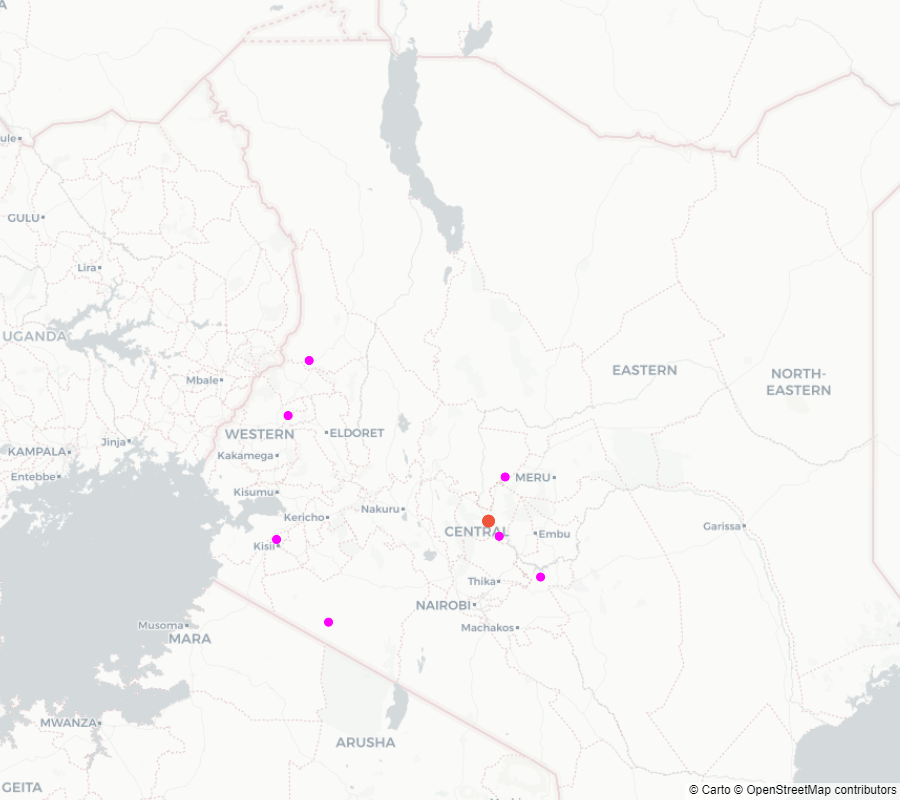 ule
GULU
Lira
UGANDA
Mbale
EASTERN
NORTH-
EASTERN
WESTERN
ELDORET
Jinja
KAMPALA
Kakamega
Entebbe
MERU
Kisumu
Nakuru
Kericho
Garissa
CENTRAL
Embu
Kisii
Thika
NAIROBI
Musoma
Machakos
MARA
MWANZA
ARUSHA
GEITA
© Carto © OpenStreetMap contributors